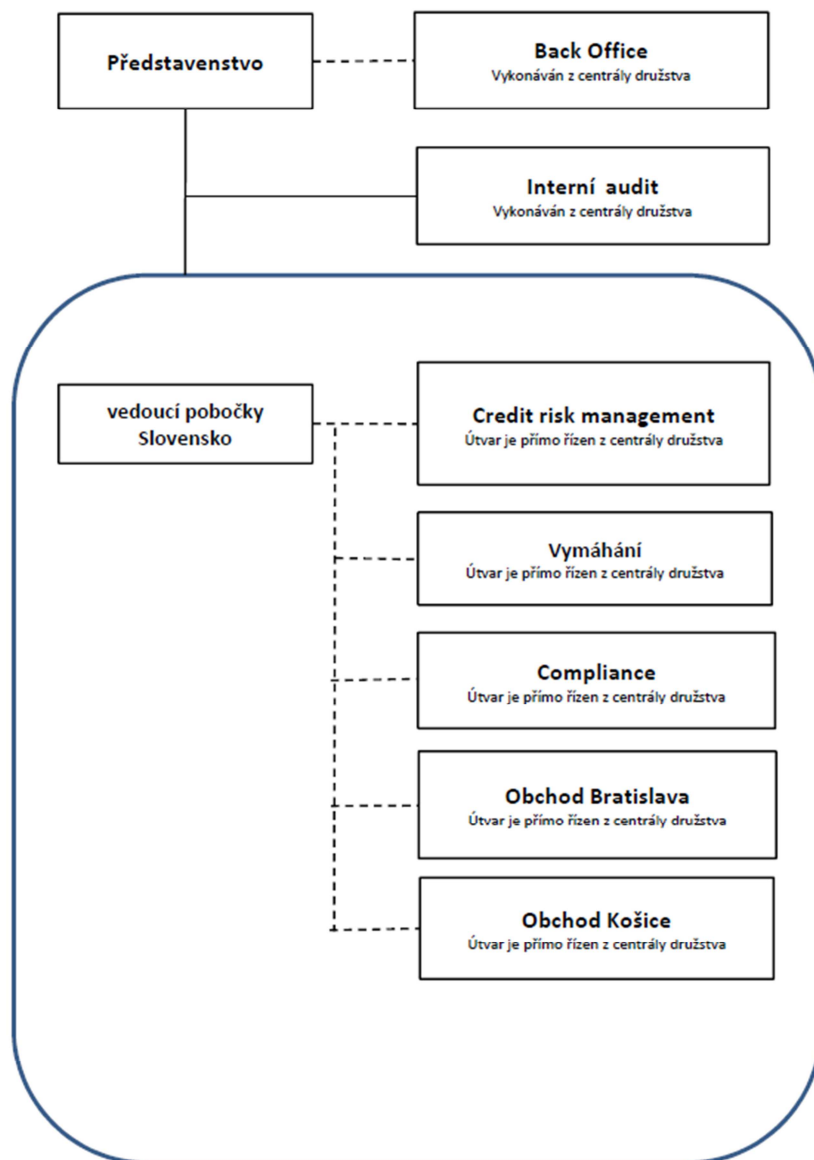 Představenstvo
Back Office
Vykonáván z centrály družstva
Interní audit
Vykonáván z centrály družstva
vedoucí pobočky
Slovensko
Credit risk management
Útvar je přímo řízen z centrály družstva
Vymáhání
Útvar je přímo řízen z centrály družstva
Compliance
Útvar je přímo řízen z centrály družstva
Obchod Bratislava
Útvar je přímo řízen z centrály družstva
Obchod Košice
Útvar je přímo řízen z centrály družstva